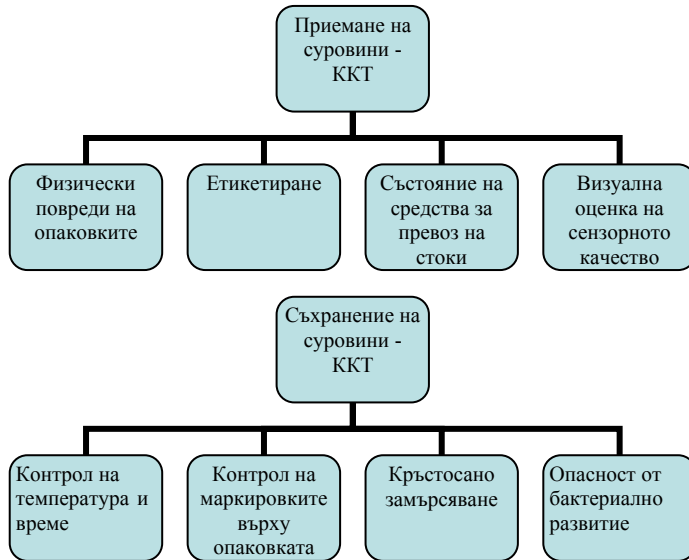 Приемане на
суровини -
ККТ
Физически
повреди на
опаковките
Етикетиране
Състояние на
средства за
превоз на
стоки
Визуална
оценка на
сензорното
качество
Съхранение на
суровини -
ККТ
Контрол на
температура и
време
Контрол на
маркировките
върху
опаковката
Кръстосано
замърсяване
Опасност от
бактериално
развитие